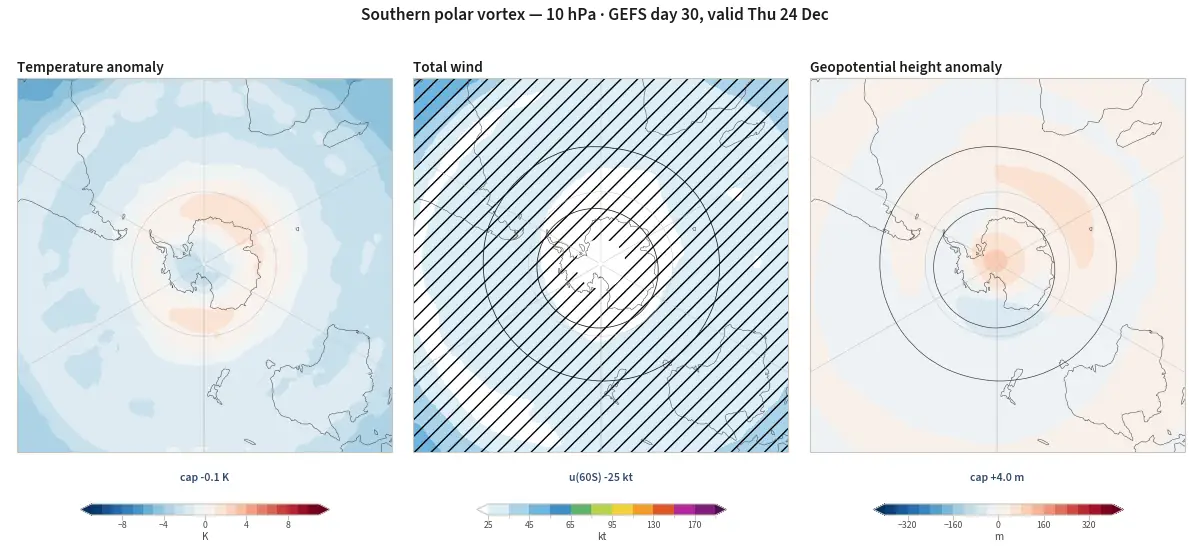 Southern polar vortex — 10 hPa · GEFS day 30, valid Thu 24 Dec
Temperature anomaly
Total wind
Geopotential height anomaly
cap -0.1 K
u(60S) -25 kt
cap +4.0 m
−8 −4 0 4 8
K
25 45 65 95 130 170
kt
−320 −160 0 160 320
m